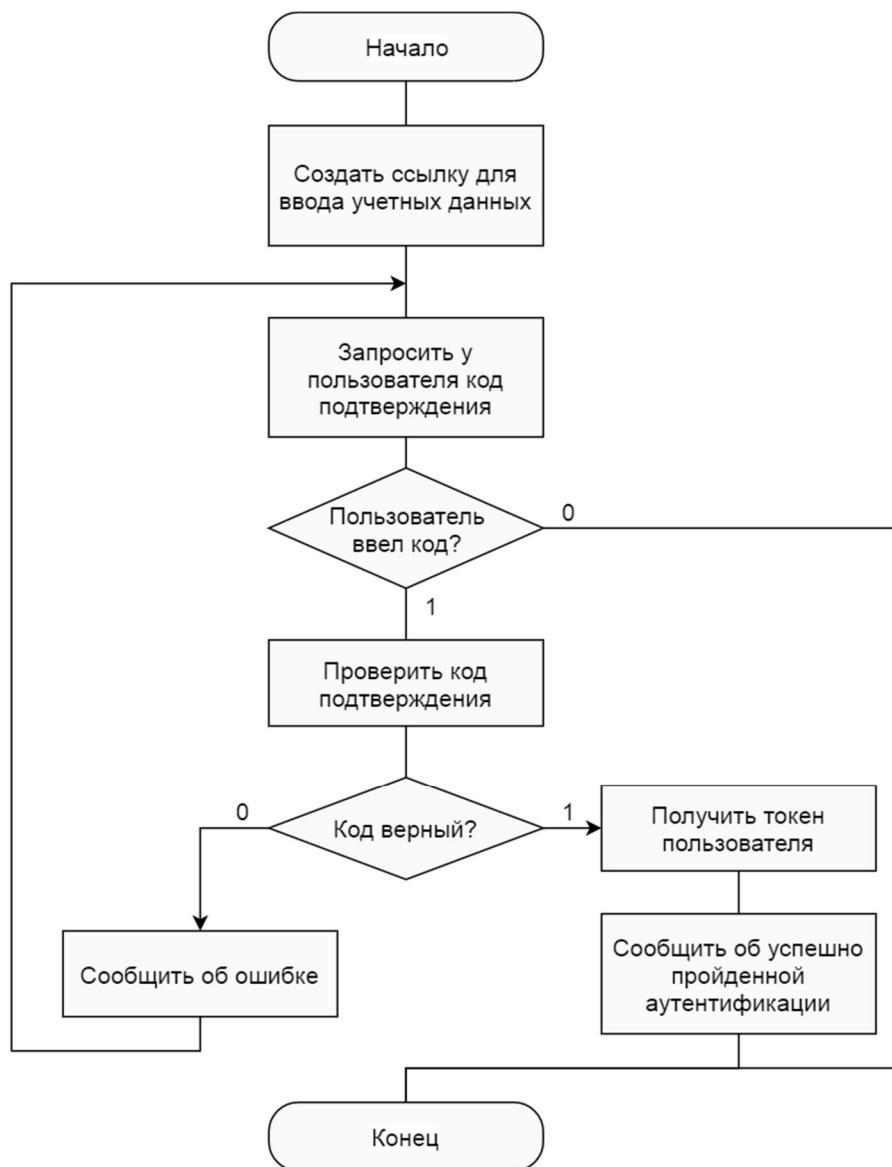 Начало
Создать ссылку для
ввода учетных данных
Запросить у
пользователя код
подтверждения
Пользователь
ввел код?
0
1
Проверить код
подтверждения
0
Код верный?
1
Получить токен
пользователя
Сообщить об ошибке
Сообщить об успешно
пройденной
аутентификации
Конец